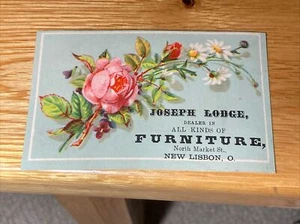 JOSEPH LODGE,
DEALER IN
ALL KINDS OF
FURNITURE,
North Market St.,
NEW LISBON, O.